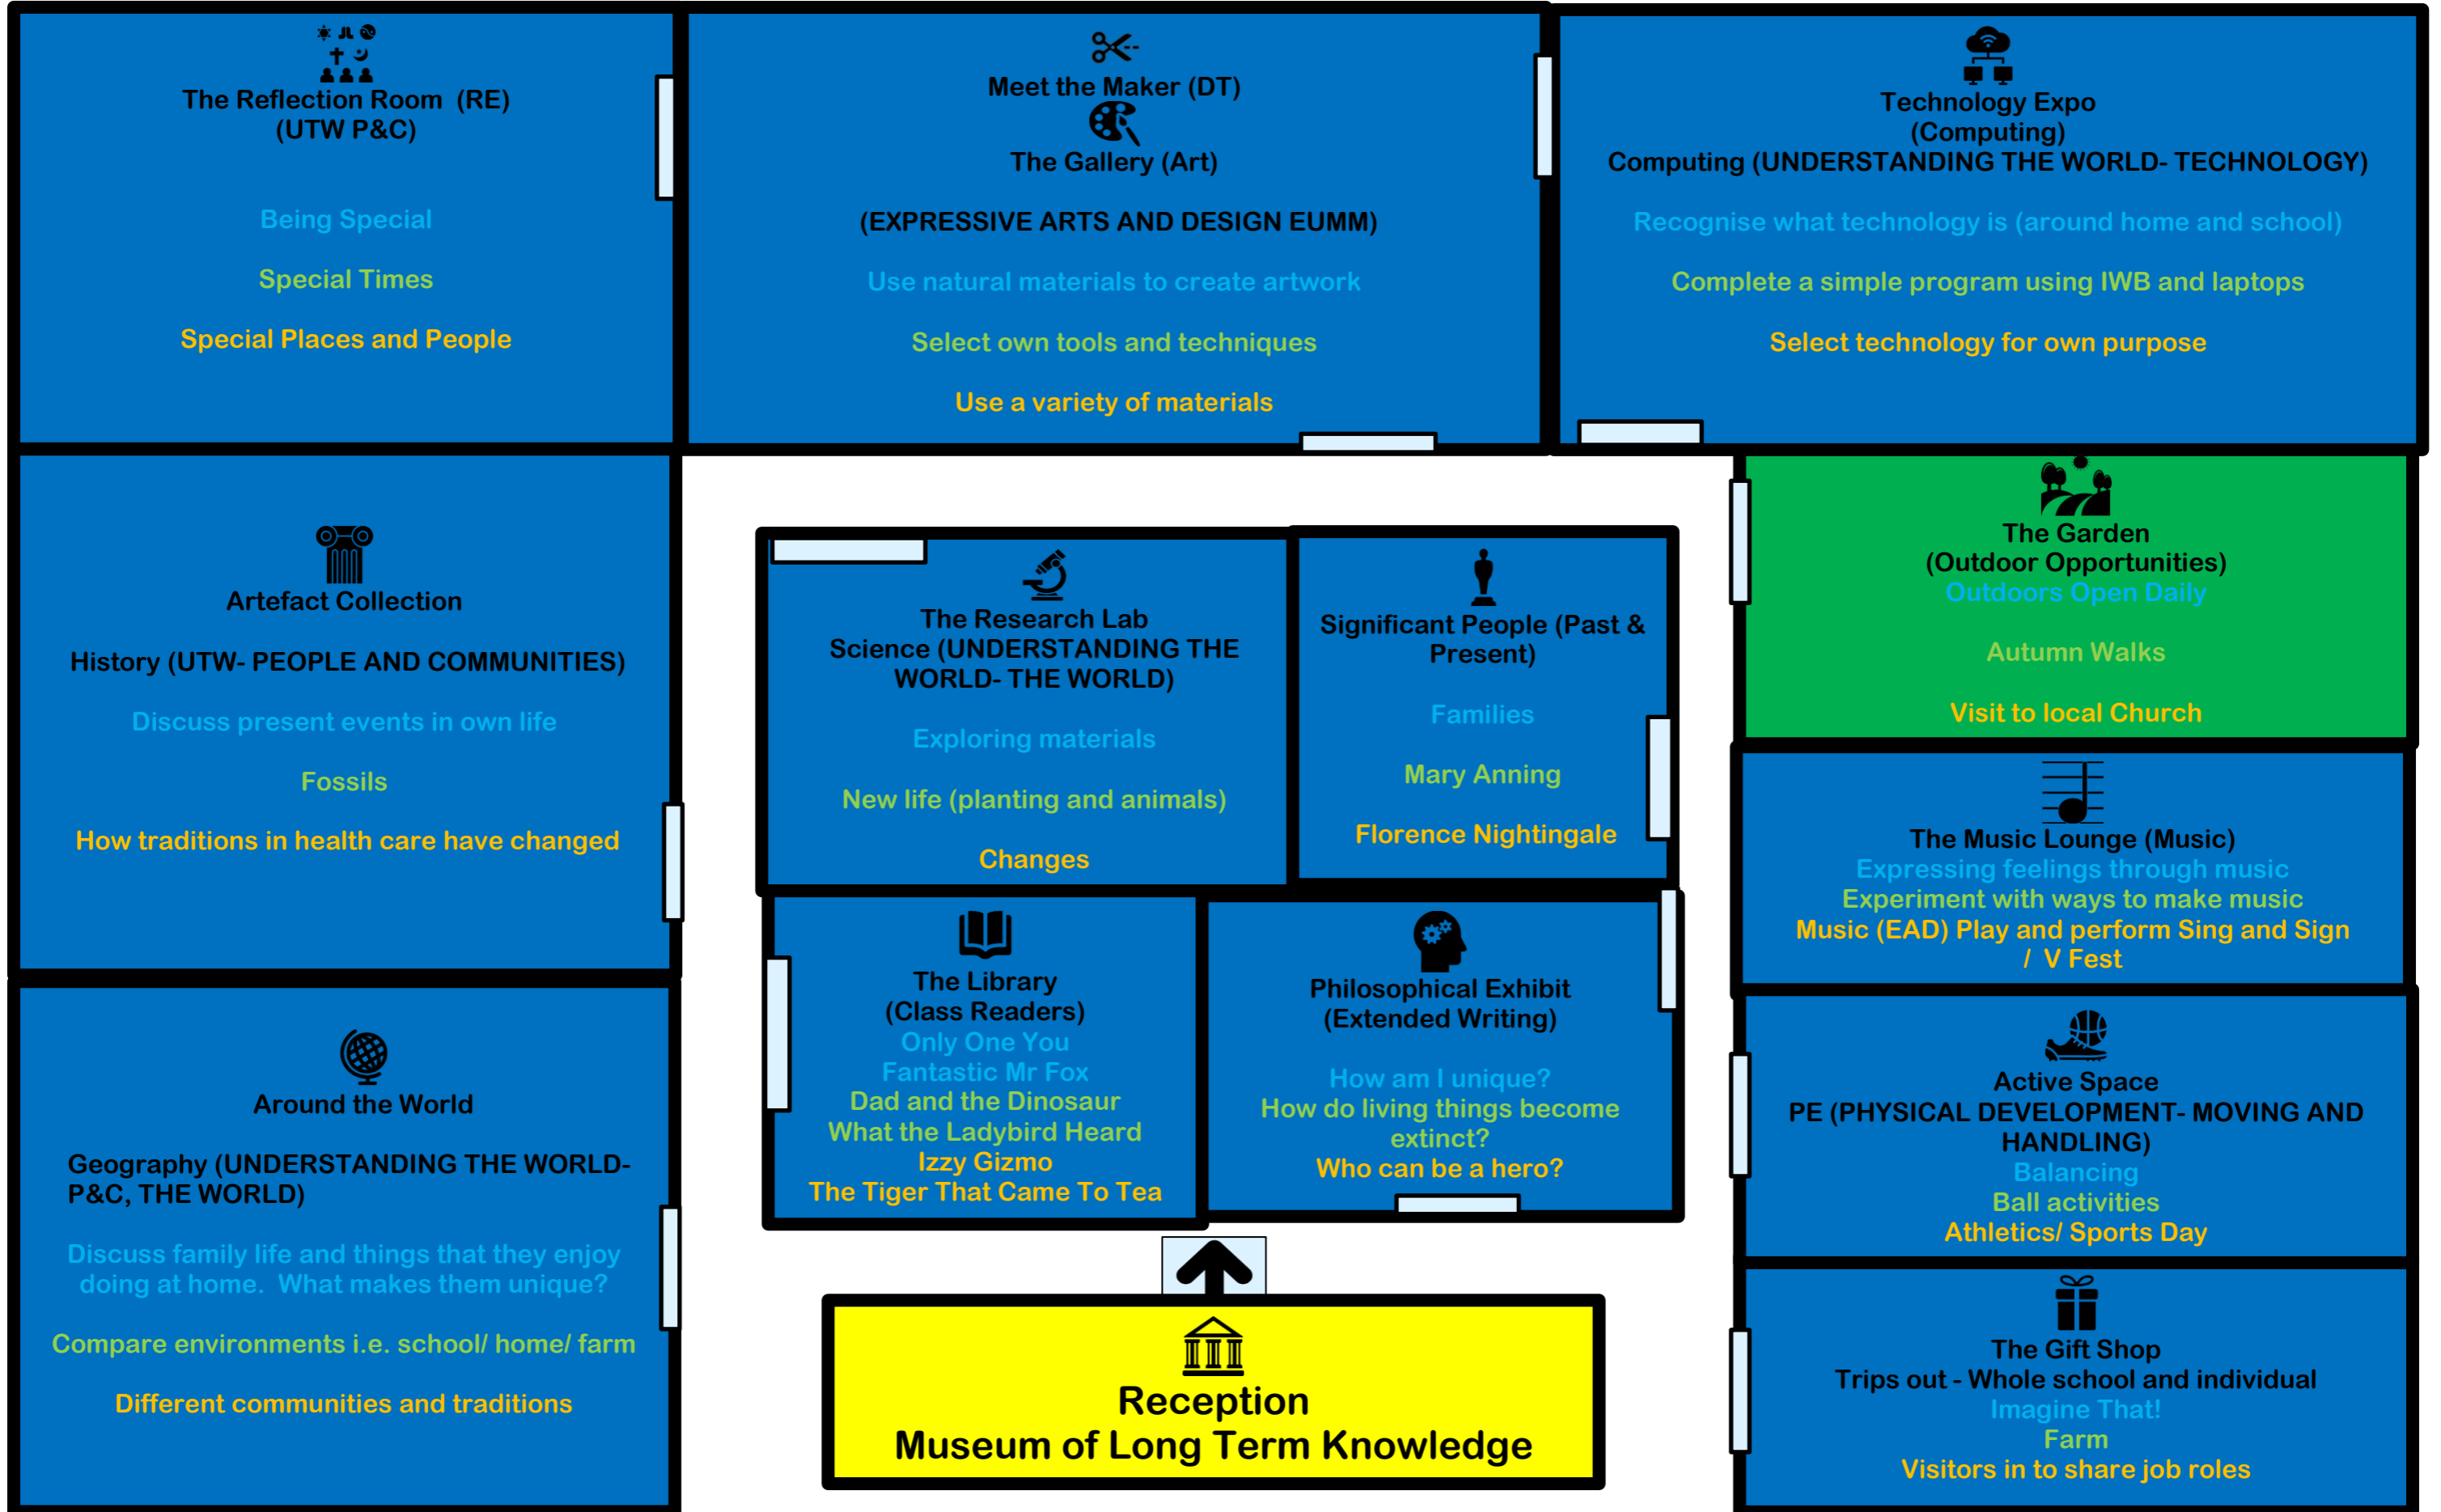 The Reflection Room  (RE)
(UTW P&C)
Being Special
Special Times
Special Places and People
Meet the Maker (DT)
The Gallery (Art)
(EXPRESSIVE ARTS AND DESIGN EUMM)
Use natural materials to create artwork
Select own tools and techniques
Use a variety of materials
Technology Expo
(Computing)
Computing (UNDERSTANDING THE WORLD- TECHNOLOGY)
Recognise what technology is (around home and school)
Complete a simple program using IWB and laptops
Select technology for own purpose
Artefact Collection
History (UTW- PEOPLE AND COMMUNITIES)
Discuss present events in own life
Fossils
How traditions in health care have changed
The Research Lab
Science (UNDERSTANDING THE
WORLD- THE WORLD)
Exploring materials
New life (planting and animals)
Changes
Significant People (Past &
Present)
Families
Mary Anning
Florence Nightingale
The Garden
(Outdoor Opportunities)
Outdoors Open Daily
Autumn Walks
Visit to local Church
The Music Lounge (Music)
Expressing feelings through music
Experiment with ways to make music
Music (EAD) Play and perform Sing and Sign
/  V Fest
Around the World
Geography (UNDERSTANDING THE WORLD-
P&C, THE WORLD)
Discuss family life and things that they enjoy
doing at home.  What makes them unique?
Compare environments i.e. school/ home/ farm
Different communities and traditions
The Library
(Class Readers)
Only One You
Fantastic Mr Fox
Dad and the Dinosaur
What the Ladybird Heard
Izzy Gizmo
The Tiger That Came To Tea
Philosophical Exhibit
(Extended Writing)
How am I unique?
How do living things become
extinct?
Who can be a hero?
Active Space
PE (PHYSICAL DEVELOPMENT- MOVING AND
HANDLING)
Balancing
Ball activities
Athletics/ Sports Day
Reception
Museum of Long Term Knowledge
The Gift Shop
Trips out - Whole school and individual
Imagine That!
Farm
Visitors in to share job roles